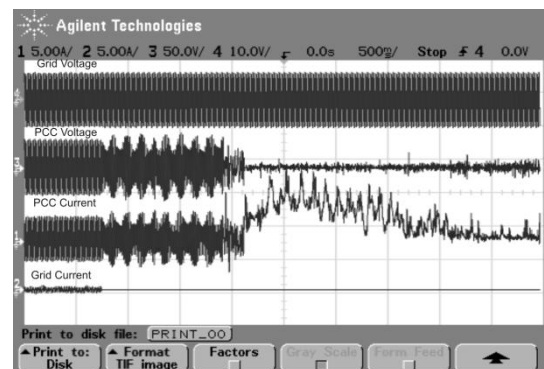 Agilent Technologies
1 5.00A/ 2 5.00A/ 3 50.0V/ 4 10.0V/ 0.0s 500㎷/ Stop 4 0.0V
Grid Voltage
PCC Voltage
PCC Current
Grid Current
Print to disk file: PRINT_00
Print to: Disk
Format TIF image
Factors
Gray Scale
Form Feed